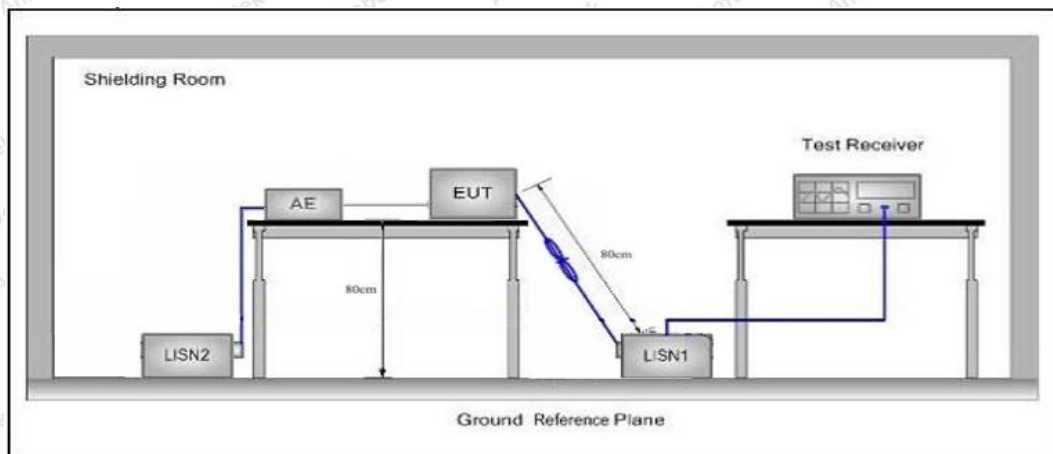 Shielding Room
Test Receiver
AE
EUT
80cm
80cm
LISN2
LISN1
Ground Reference Plane